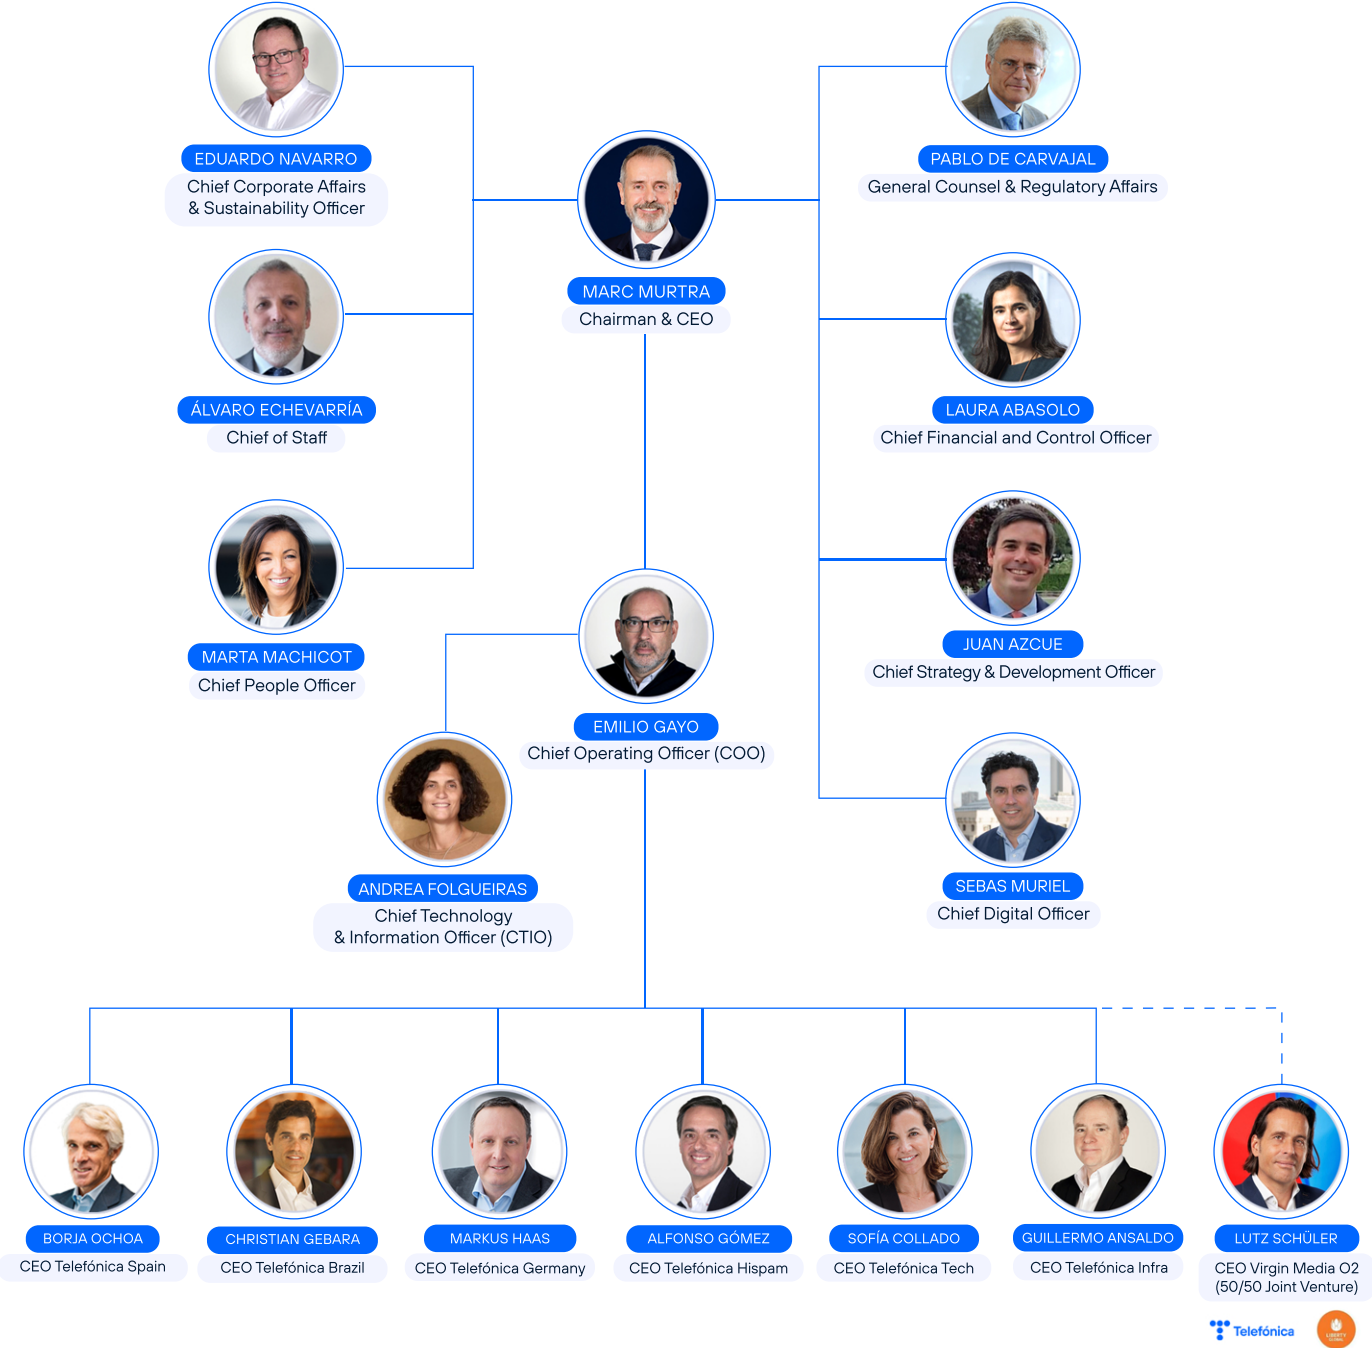 EDUARDO NAVARRO
Chief Corporate Affairs
& Sustainability Officer
PABLO DE CARVAJAL
General Counsel & Regulatory Affairs
MARC MURTRA
Chairman & CEO
ÁLVARO ECHEVARRÍA
Chief of Staff
LAURA ABASOLO
Chief Financial and Control Officer
MARTA MACHICOT
Chief People Officer
JUAN AZCUE
Chief Strategy & Development Officer
EMILIO GAYO
Chief Operating Officer (COO)
ANDREA FOLGUEIRAS
Chief Technology
& Information Officer (CTIO)
SEBAS MURIEL
Chief Digital Officer
BORJA OCHOA
CEO Telefónica Spain
CHRISTIAN GEBARA
CEO Telefónica Brazil
MARKUS HAAS
CEO Telefónica Germany
ALFONSO GÓMEZ
CEO Telefónica Hispam
SOFÍA COLLADO
CEO Telefónica Tech
GUILLERMO ANSALDO
CEO Telefónica Infra
LUTZ SCHÜLER
CEO Virgin Media O2
(50/50 Joint Venture)
Telefónica
LIBERTY
GLOBAL